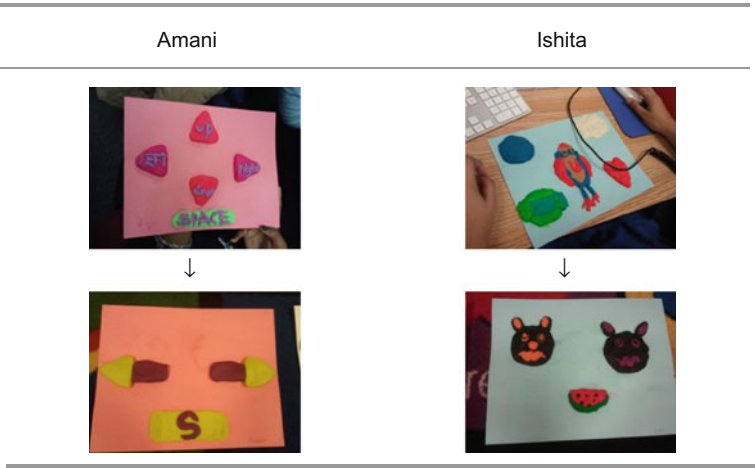 Amani
Ishita
↓
↓
up
LEFT
SPACE
S